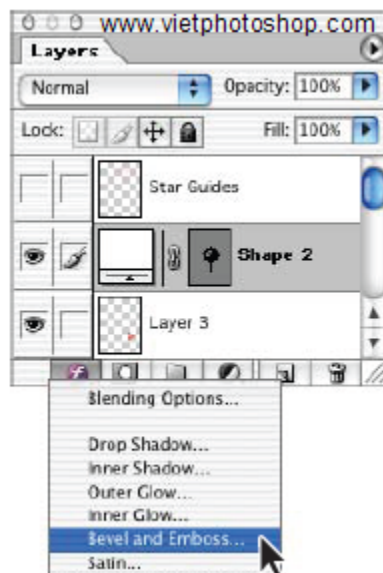 www.vietphotoshop.com
Layers
Normal Opacity: 100%
Lock: Fill: 100%
Star Guides
Shape 2
Layer 3
Blending Options...
Drop Shadow...
Inner Shadow...
Outer Glow...
Inner Glow...
Bevel and Emboss...
Satin...